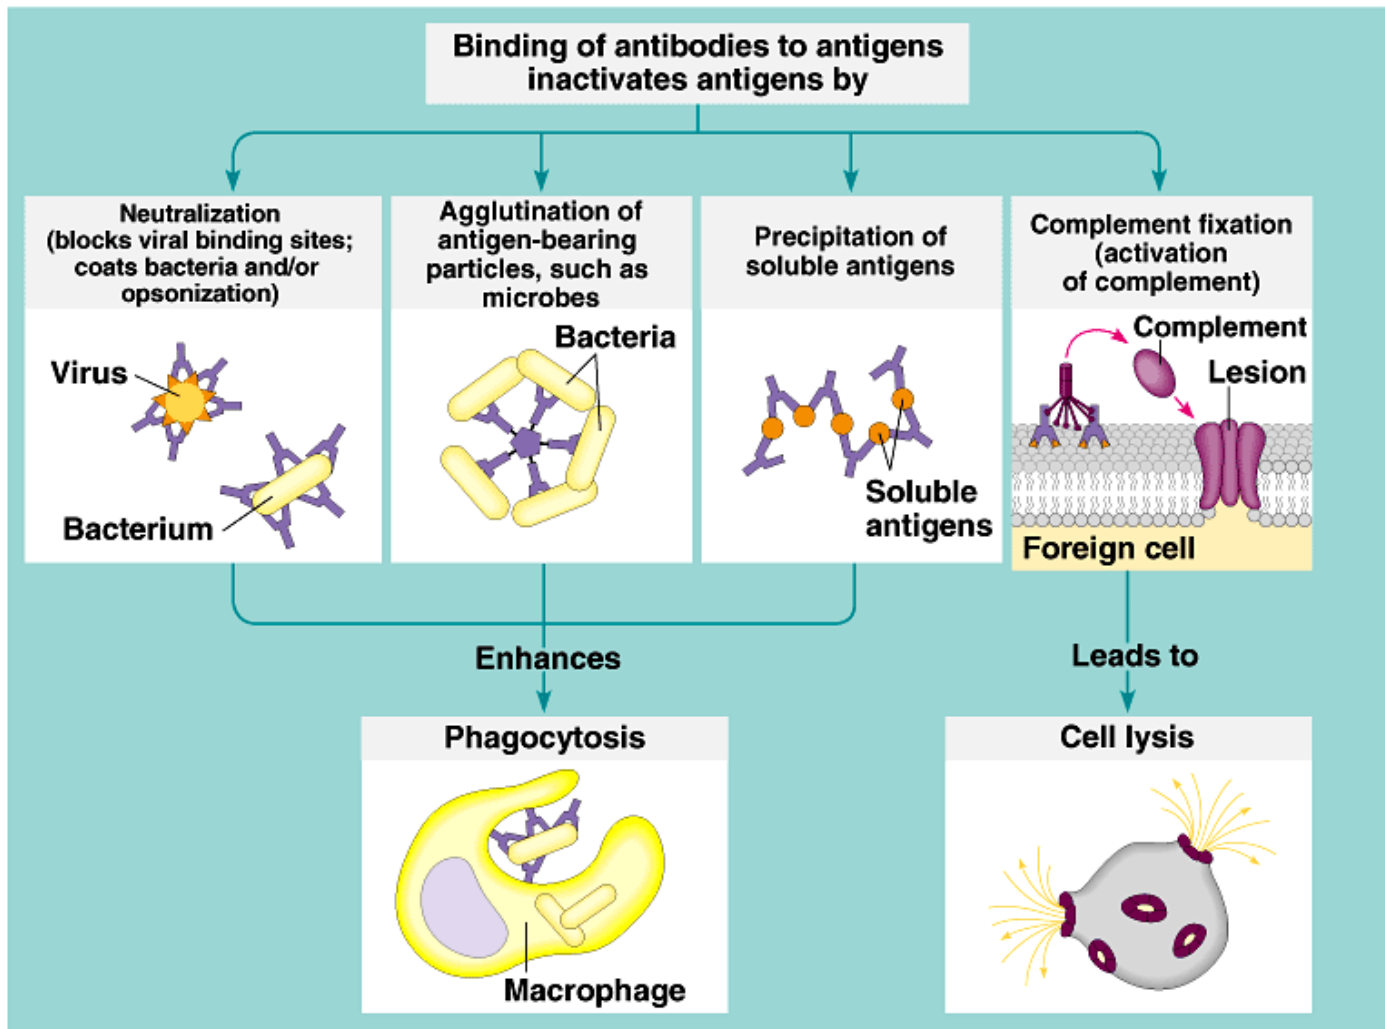 Binding of antibodies to antigens
inactivates antigens by
Neutralization
(blocks viral binding sites;
coats bacteria and/or
opsonization)
Agglutination of
antigen-bearing
particles, such as
microbes
Precipitation of
soluble antigens
Complement fixation
(activation
of complement)
Virus
Bacterium
Bacteria
Soluble
antigens
Complement
Lesion
Foreign cell
Enhances
Leads to
Phagocytosis
Macrophage
Cell lysis